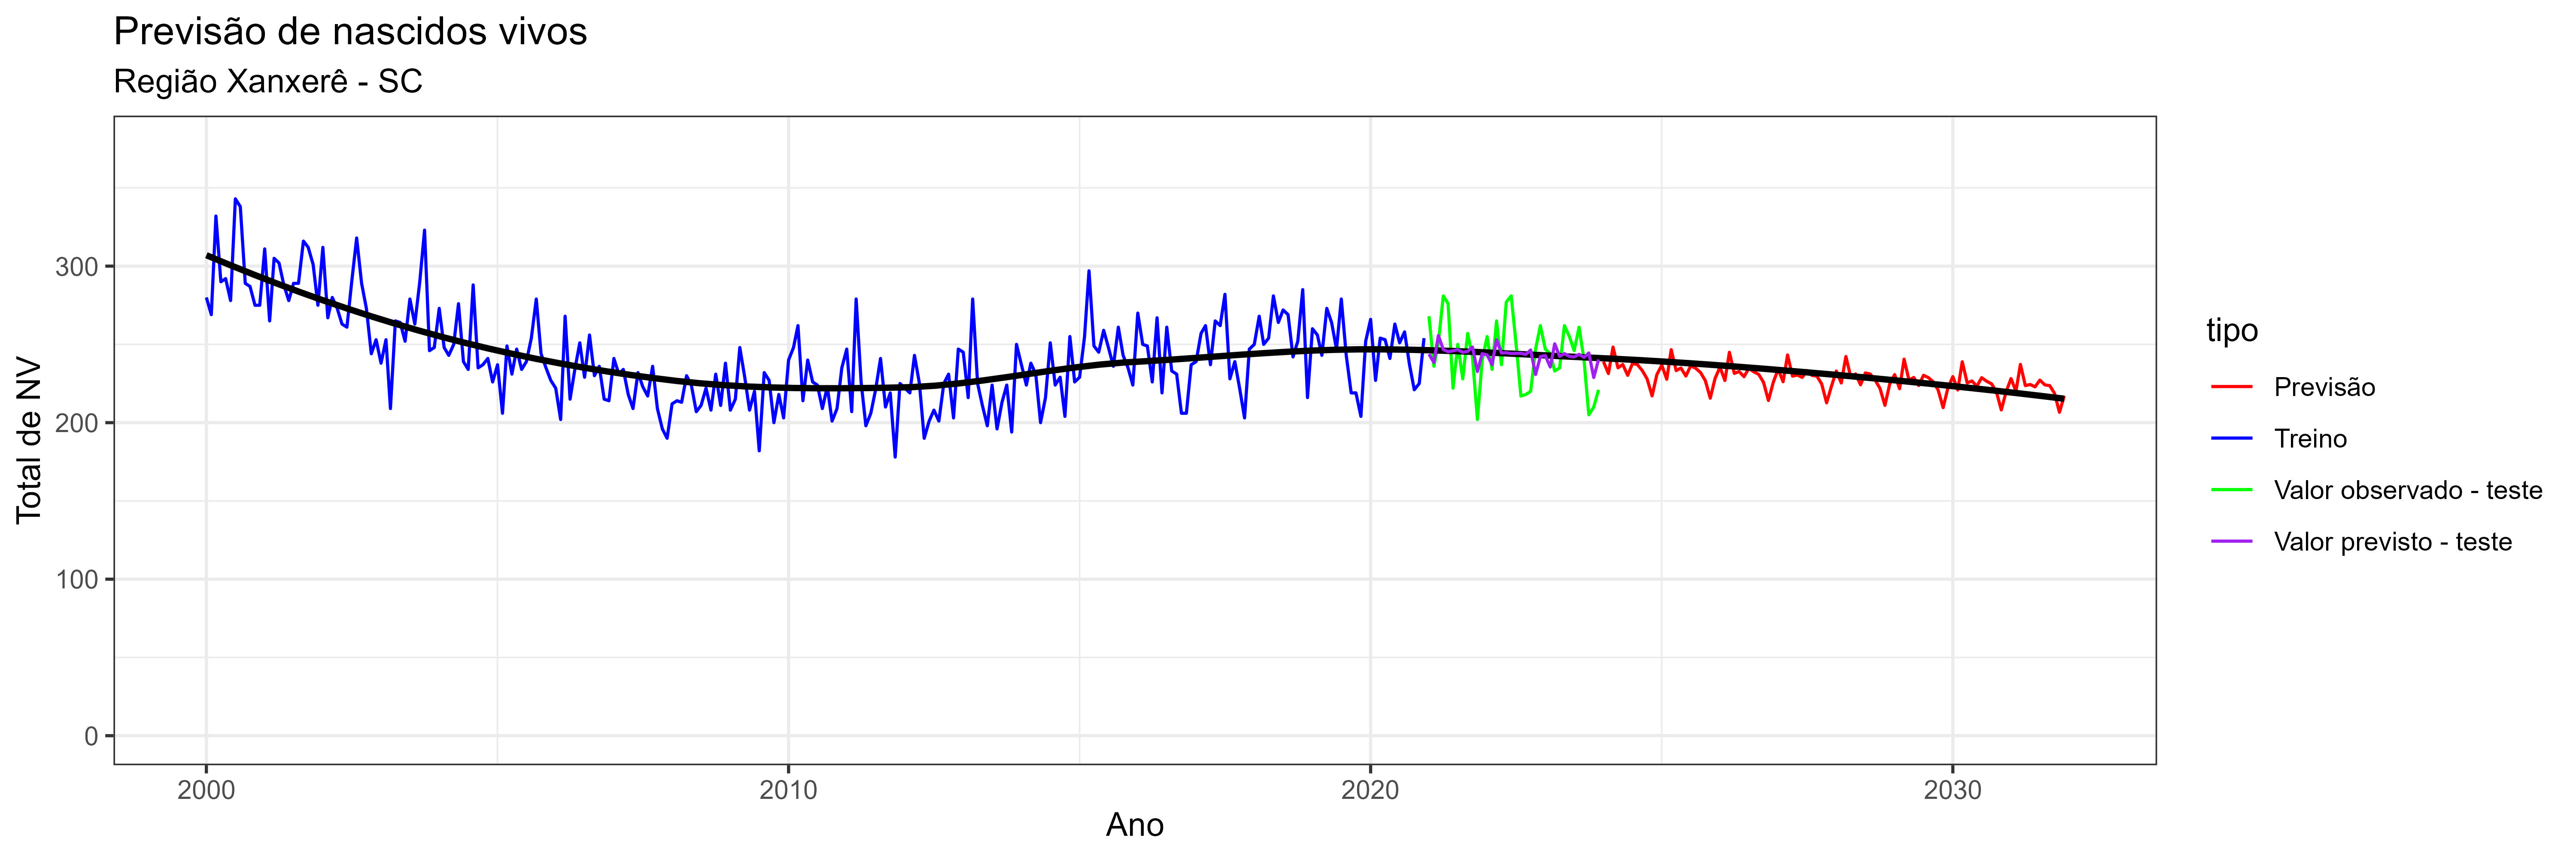 Previsão de nascidos vivos
Região Xanxerê - SC
Total de NV
300
200
100
0
2000
2010
2020
2030
Ano
tipo
Previsão
Treino
Valor observado - teste
Valor previsto - teste